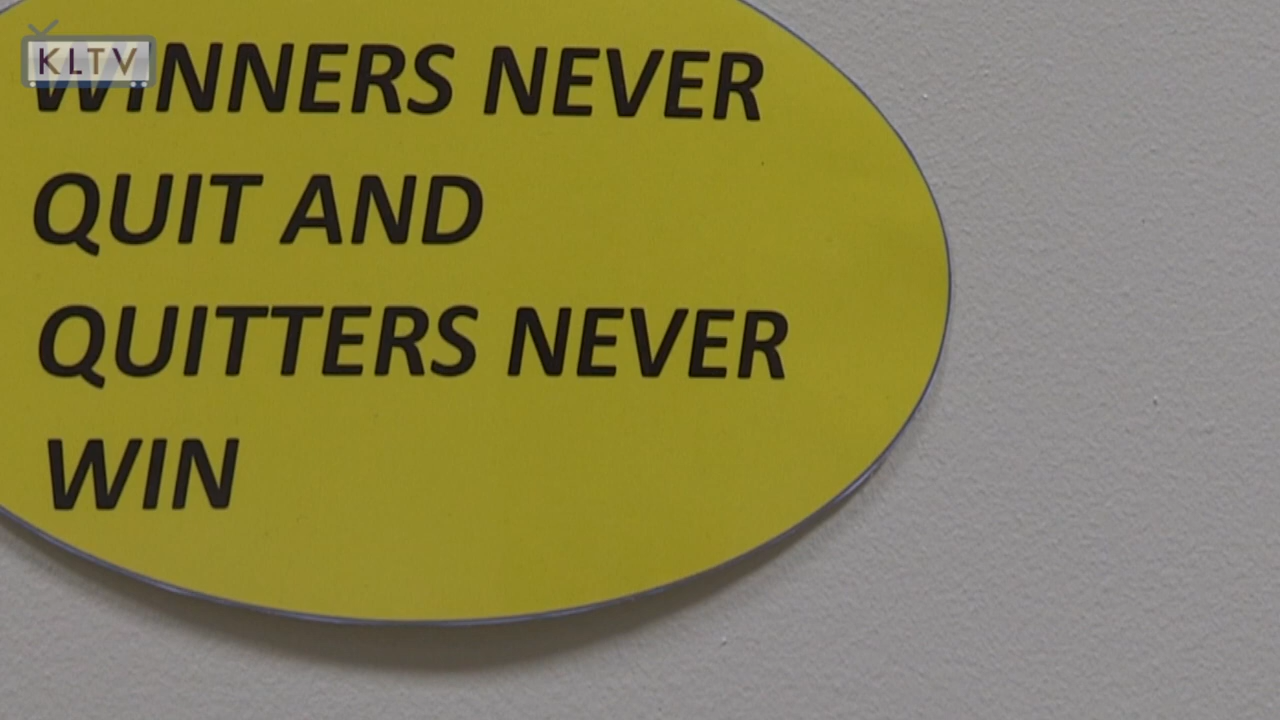 KLTV
WINNERS NEVER
QUIT AND
QUITTERS NEVER
WIN